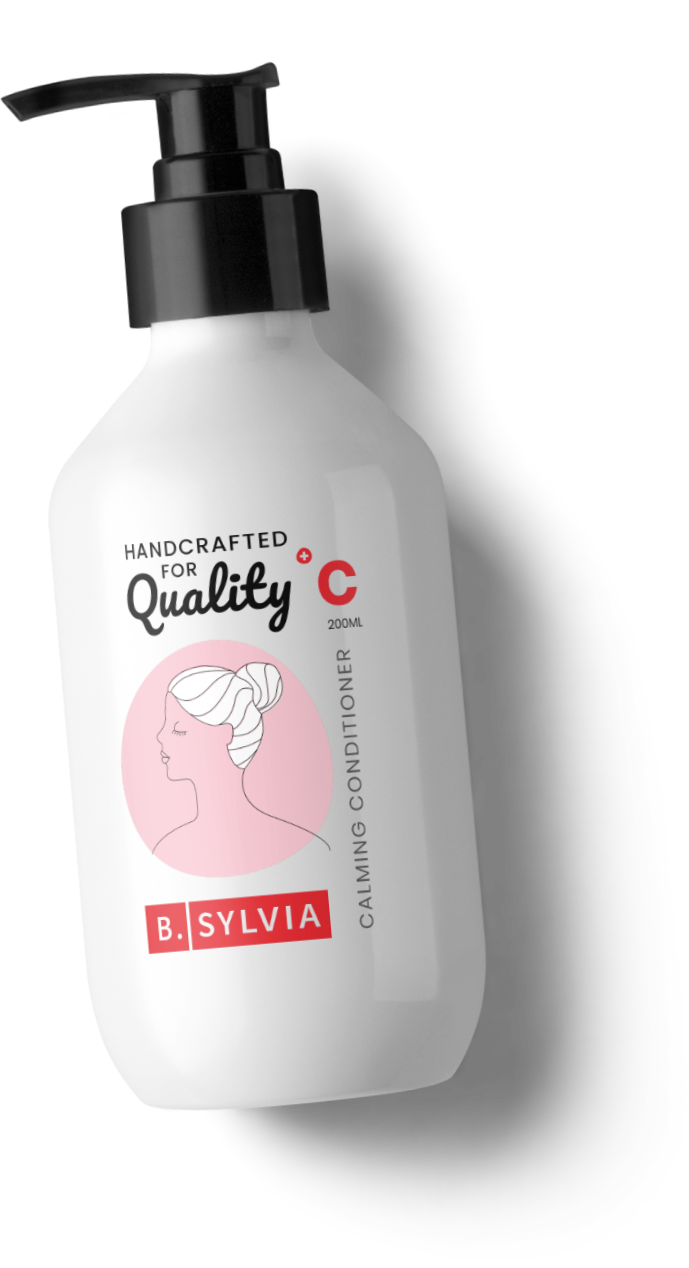 HANDCRAFTED
FOR
Quality
C
200ML
CALMING CONDITIONER
B. SYLVIA